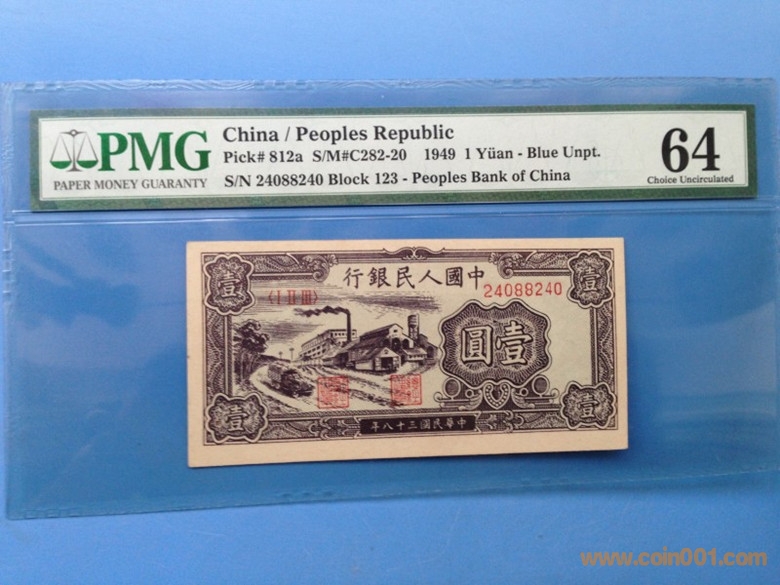 PMG
PAPER MONEY GUARANTY
China / Peoples Republic
Pick# 812a S/M#C282-20 1949 1 Yüan - Blue Unpt.
S/N 24088240 Block 123 - Peoples Bank of China
64
Choice Uncirculated
行銀民人國中
〈I II III〉
24088240
壹
壹
圓壹
壹
壹
年八十三國民華中
www.coin001.com